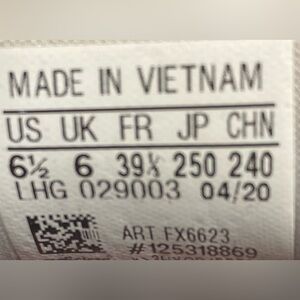 MADE IN VIETNAM
US UK FR JP CHN
6½ 6 39⅓ 250 240
LHG 029003 04/20
ART FX6623
#125318869